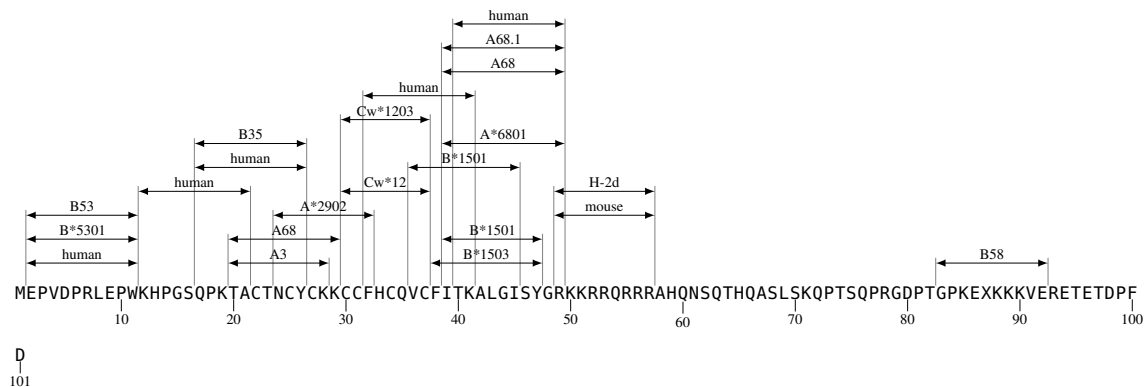 human
A68.1
A68
human
Cw*1203
B35 A*6801
human B*1501
human Cw*12 H-2d
B53 A*2902 mouse
B*5301 A68 B*1501
human A3 B*1503 B58
MEPVDPRLEPWKHPGSQPKTACTNCYCKKCCFHCQVCFITKALGISYGRKKRRQRRRAHQNSQTHQASLSKQPTSQPRGDPTGPKEXKKKVERETETDPF
10 20 30 40 50 60 70 80 90 100
D
101